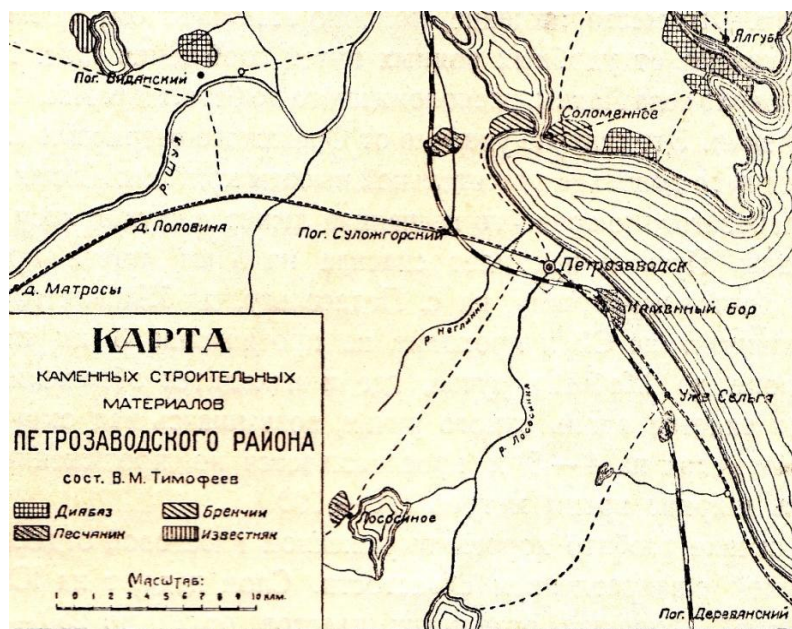 Ялгуба
Пог. Виданский
Соломенное
р. Шуя
д. Половина
Пог. Суложгорский
Петрозаводск
д. Матросы
Каменный Бор
р. Неглинка
КАРТА
КАМЕННЫХ СТРОИТЕЛЬНЫХ
МАТЕРИАЛОВ
ПЕТРОЗАВОДСКОГО РАЙОНА
сост. В. М. Тимофеев
Диабаз
Брекчии
Песчаник
Известняк
Масштаб:
1 0 1 2 3 4 5 6 7 8 9 10 клм.
Уже Сельга
р. Лососинка
Лососиное
Пог. Деревянский